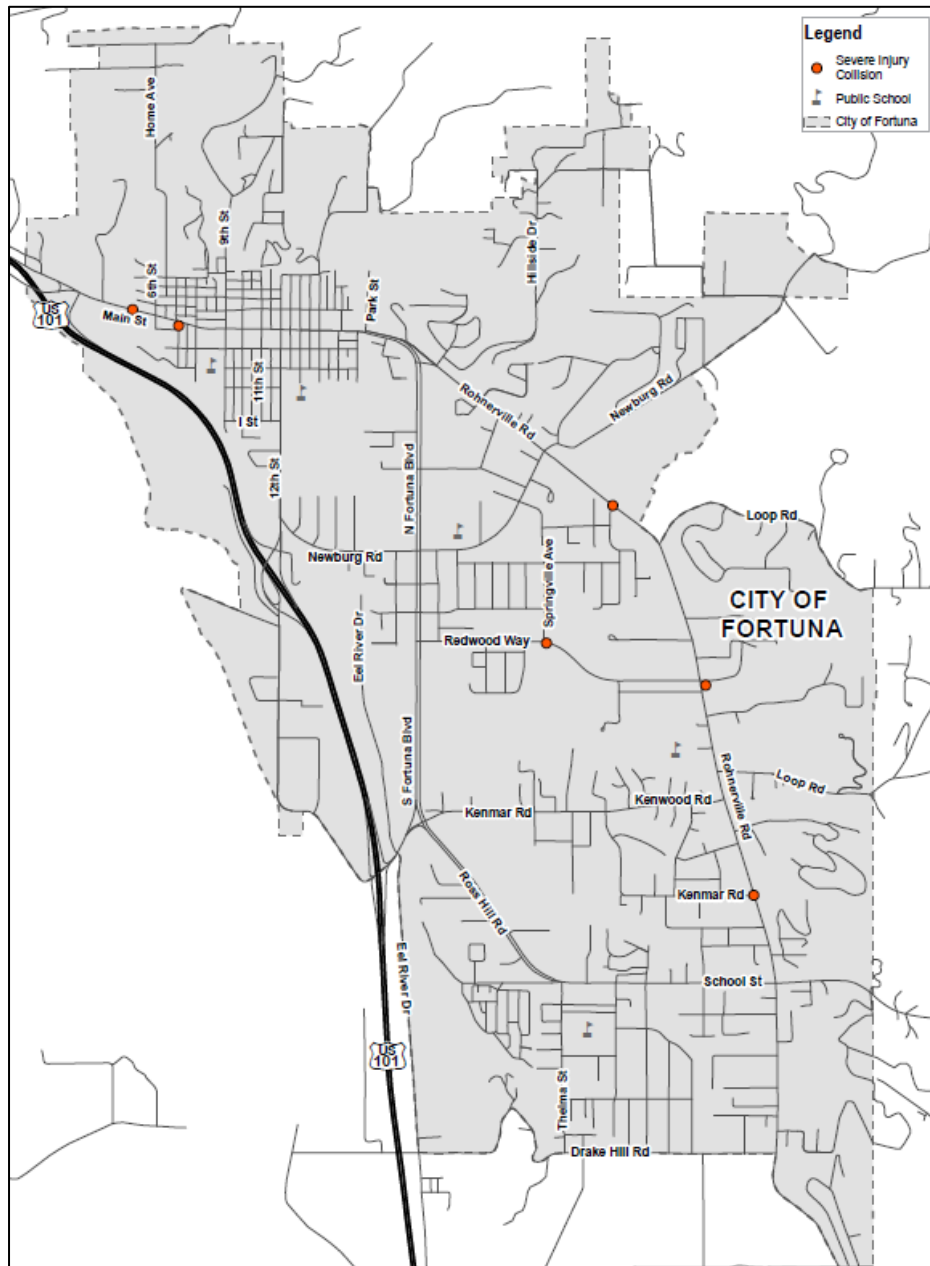 Legend
Severe Injury
Collision
Public School
City of Fortuna
Home Ave
9th St
6th St
Hillside Dr
Park St
US
101
Main St
11th St
Rohnerville Rd
Newburg Rd
I St
12th St
N Fortuna Blvd
Loop Rd
Newburg Rd
Springville Ave
CITY OF
FORTUNA
Eel River Dr
Redwood Way
S Fortuna Blvd
Rohnerville Rd
Loop Rd
Kenwood Rd
Kenmar Rd
Kenmar Rd
Ross Hill Rd
Eel River Dr
School St
US
101
Thelma St
Drake Hill Rd